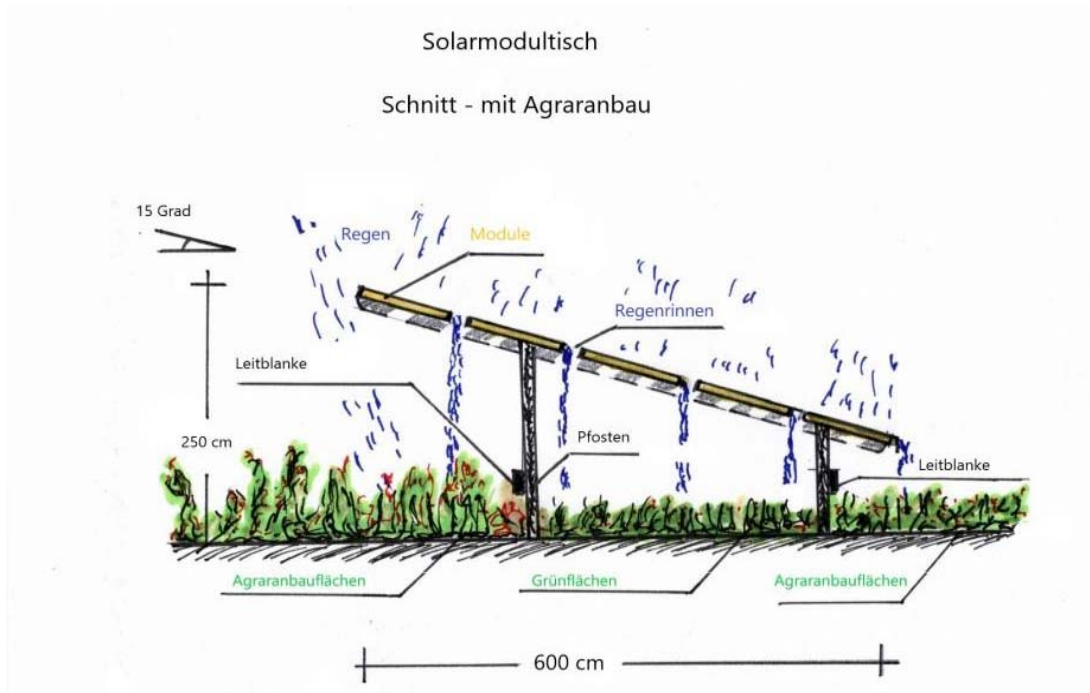 Solarmodultisch
Schnitt - mit Agraranbau
15 Grad
Regen
Module
Regenrinnen
Leitblanke
250 cm
Pfosten
Leitblanke
Agraranbauflächen
Grünflächen
Agraranbauflächen
600 cm